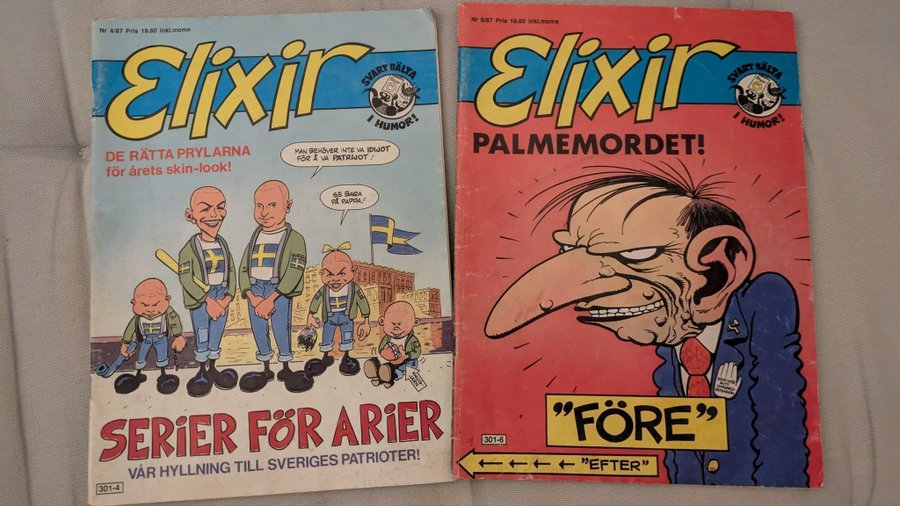 Nr 4/87 Pris 19.80 inkl.moms
Elixir
SVART BÄLTA
I HUMOR!
DE RÄTTA PRYLARNA
för årets skin-look!
MAN BEHÖVER INTE VA IDIJOT
FÖR Å VA PATRIJOT!
SE BARA
PÅ PAPPA!
SERIER FÖR ARIER
VÅR HYLLNING TILL SVERIGES PATRIOTER!
301-4
Nr 6/87 Pris 19.80 inkl.moms
Elixir
SVART BÄLTA
I HUMOR!
PALMEMORDET!
"FÖRE"
301-6
"EFTER"